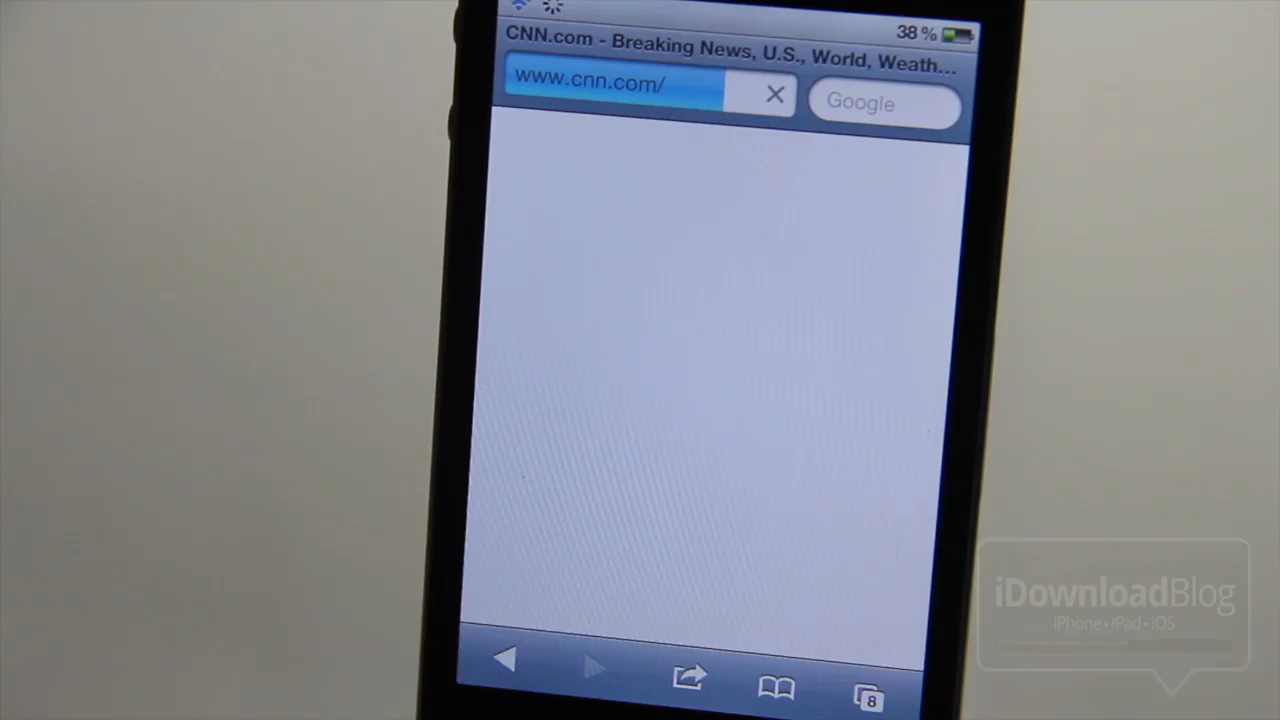 38 %
CNN.com - Breaking News, U.S., World, Weath...
www.cnn.com/
Google
8
iDownloadBlog
iPhone • iPad • iOS